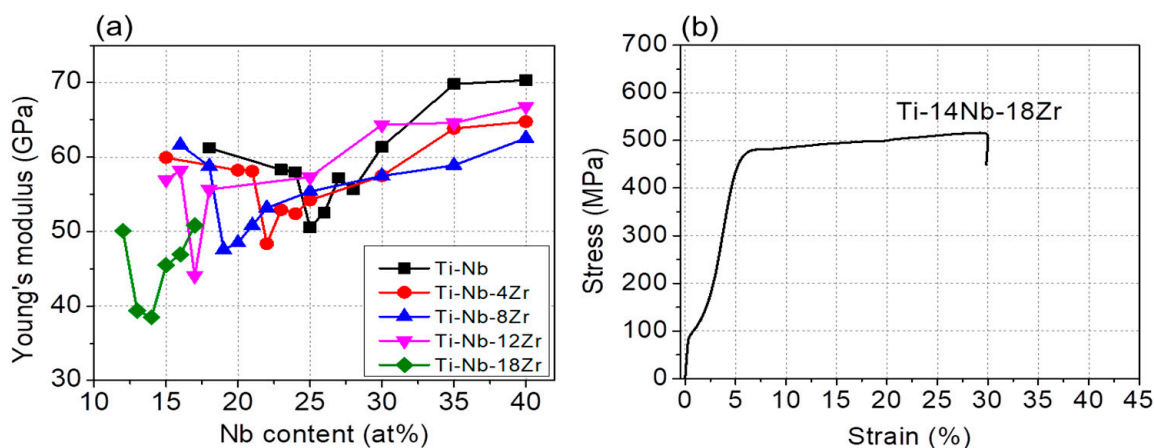 (a)
Young's modulus (GPa)
70
60
50
40
30
10 15 20 25 30 35 40
Nb content (at%)
Ti-Nb
Ti-Nb-4Zr
Ti-Nb-8Zr
Ti-Nb-12Zr
Ti-Nb-18Zr
(b)
Stress (MPa)
700
600
500
400
300
200
100
0
0 5 10 15 20 25 30 35 40 45
Strain (%)
Ti-14Nb-18Zr